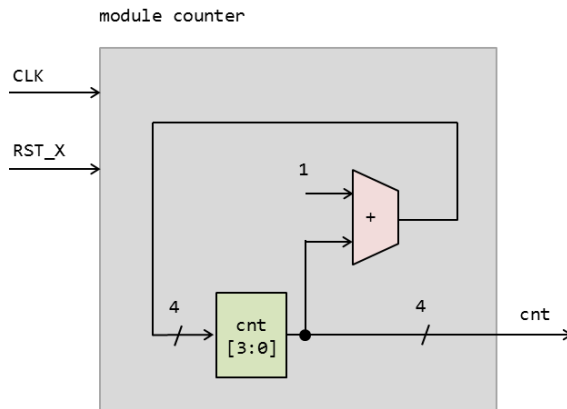 module counter
CLK
RST_X
1
+
4
cnt
[3:0]
4
cnt